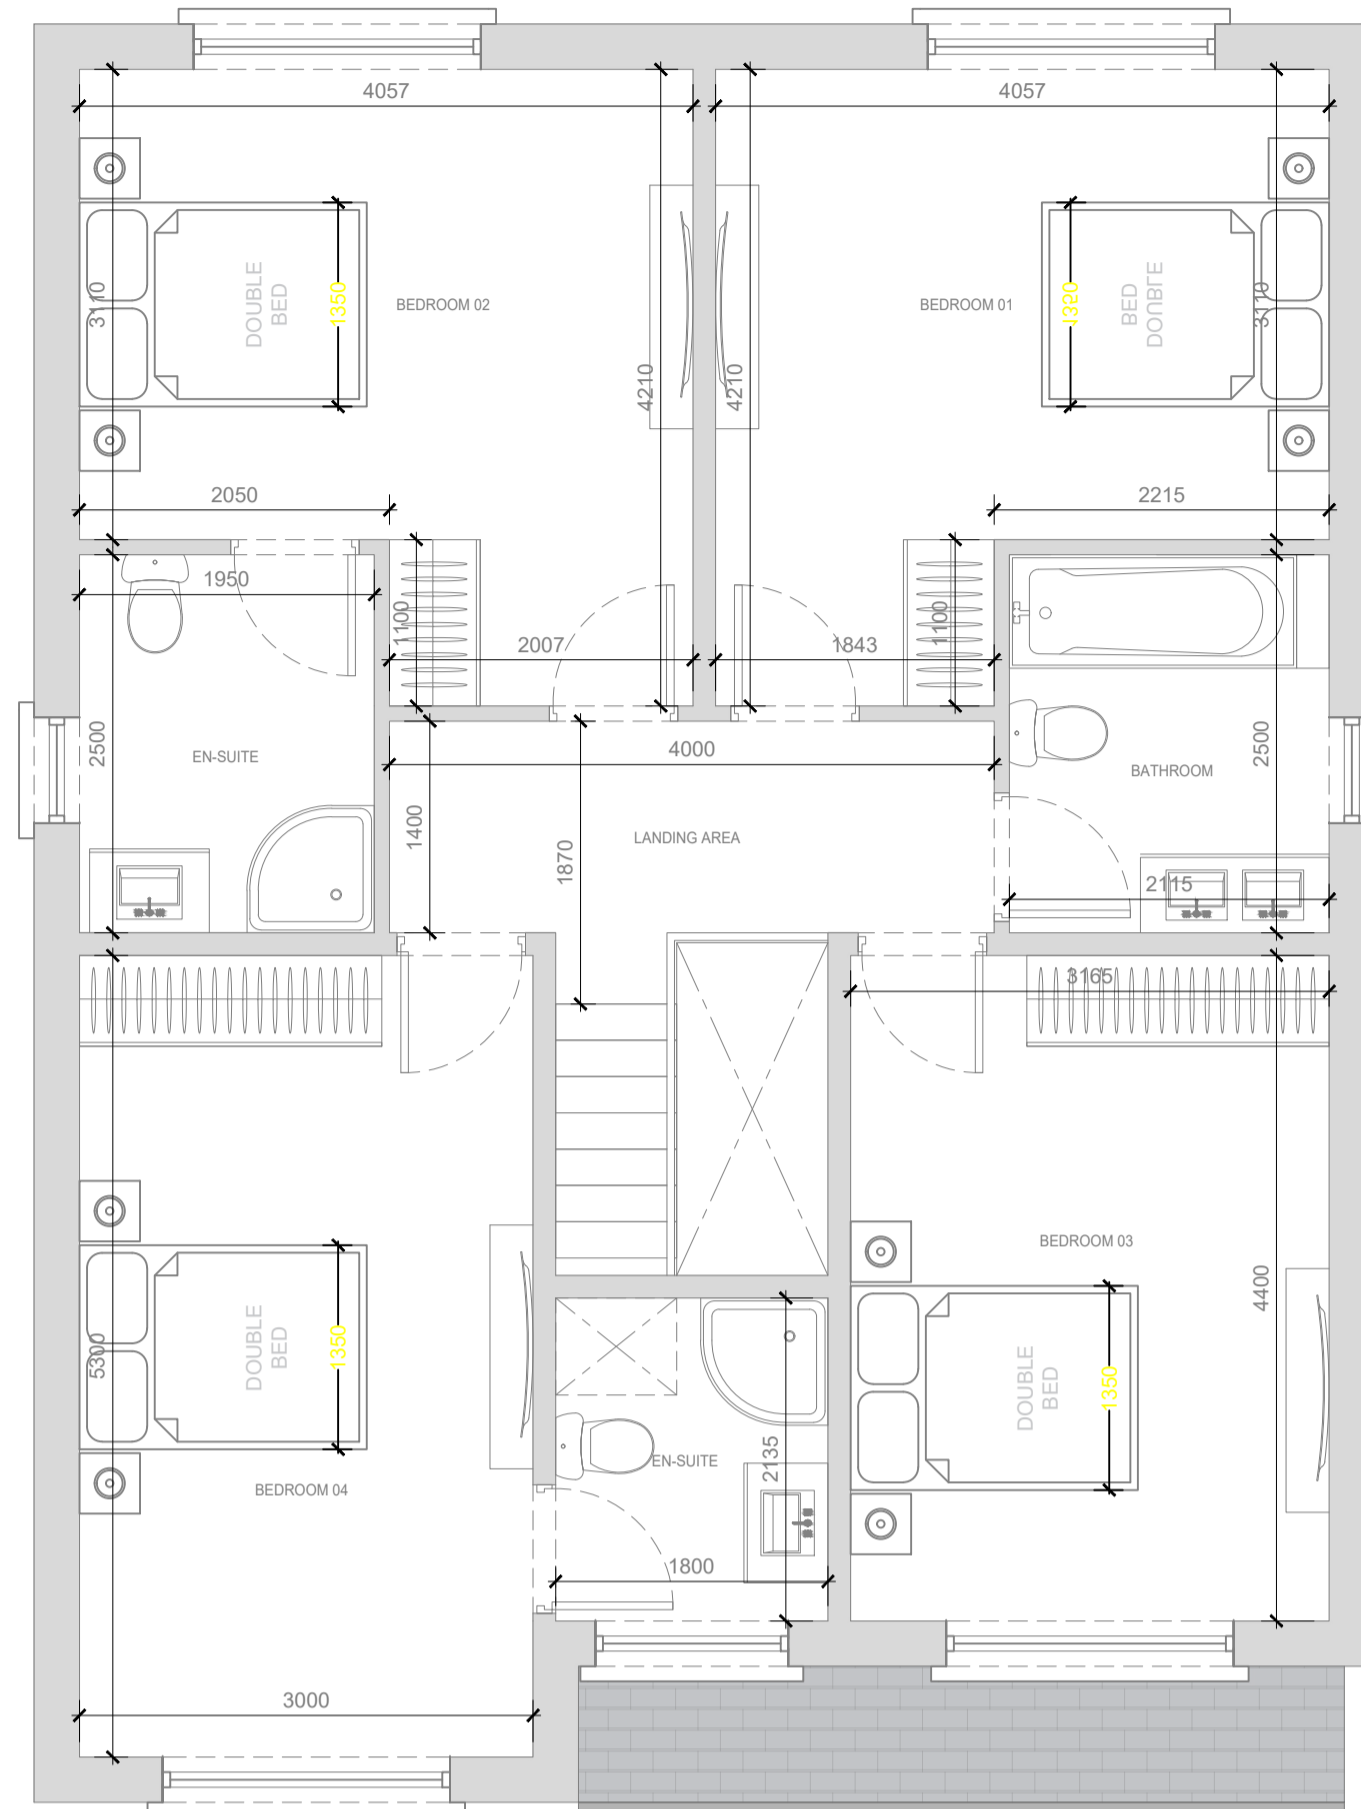 4057
4057
DOUBLE
BED
1350
3110
BEDROOM 02
4210
4210
BEDROOM 01
1350
DOUBLE
BED
3110
2050
2215
1950
1100
2007
1843
1100
2500
EN-SUITE
4000
1400
1870
LANDING AREA
BATHROOM
2500
2115
3165
BEDROOM 03
4400
DOUBLE
BED
1350
5300
BEDROOM 04
DOUBLE
BED
1350
2135
EN-SUITE
1800
3000